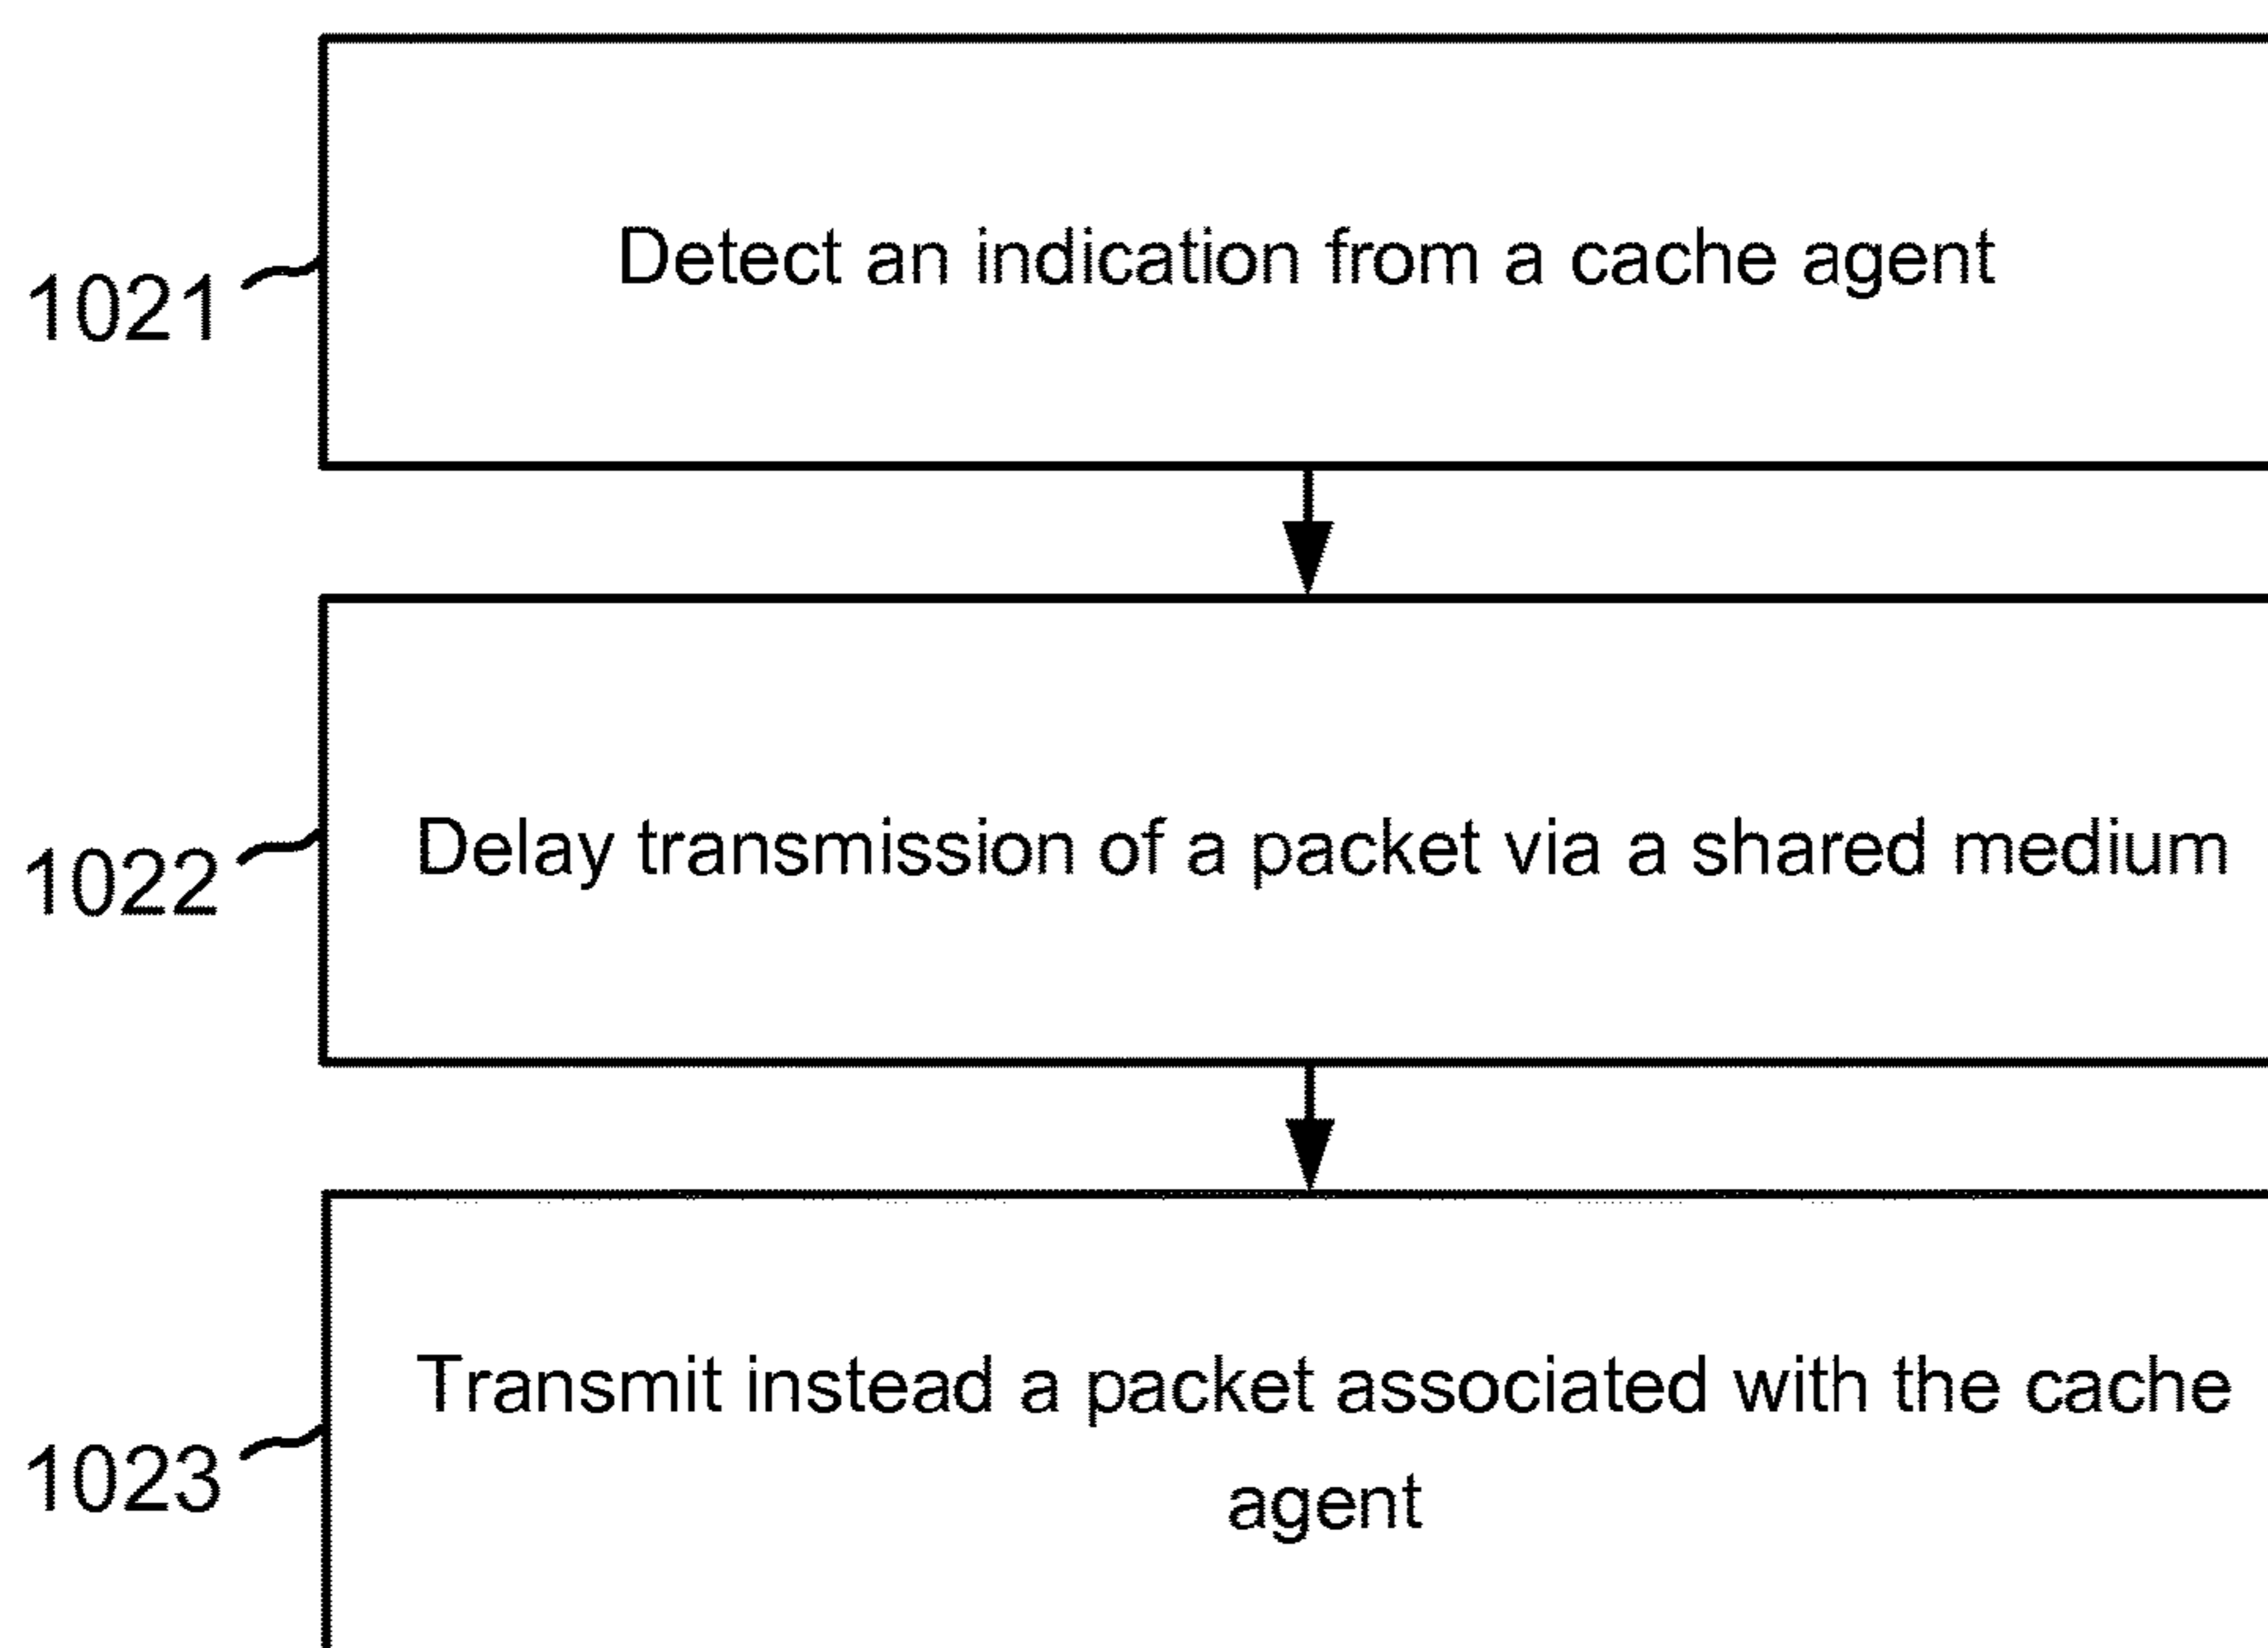 Detect an indication from a cache agent
1021
Delay transmission of a packet via a shared medium
1022
Transmit instead a packet associated with the cache
agent
1023